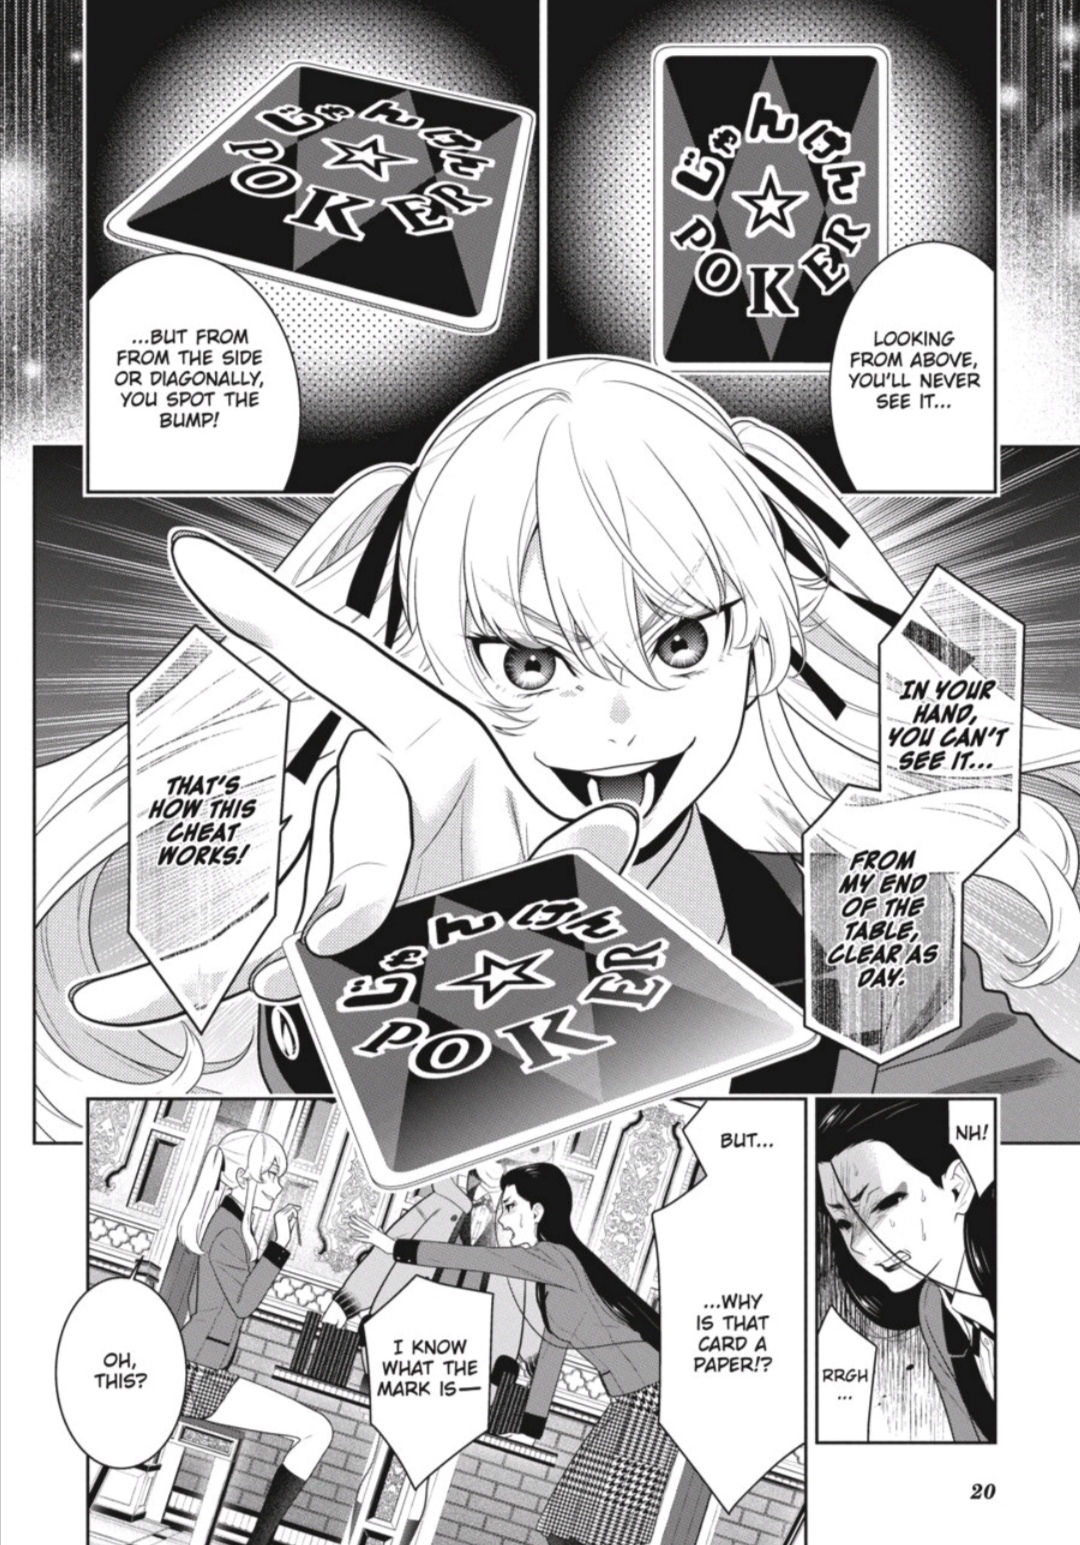 じゃんけん
POKER
LOOKING
FROM ABOVE,
YOU'LL NEVER
SEE IT...
じゃんけん
POKER
...BUT FROM
FROM THE SIDE
OR DIAGONALLY,
YOU SPOT THE
BUMP!
IN YOUR
HAND,
YOU CAN'T
SEE IT...
FROM
MY END
OF THE
TABLE,
CLEAR AS
DAY.
THAT'S
HOW THIS
CHEAT
WORKS!
じゃんけん
POKER
NH!
RRGH
...
BUT...
...WHY
IS THAT
CARD A
PAPER!?
I KNOW
WHAT THE
MARK IS—
OH,
THIS?
20